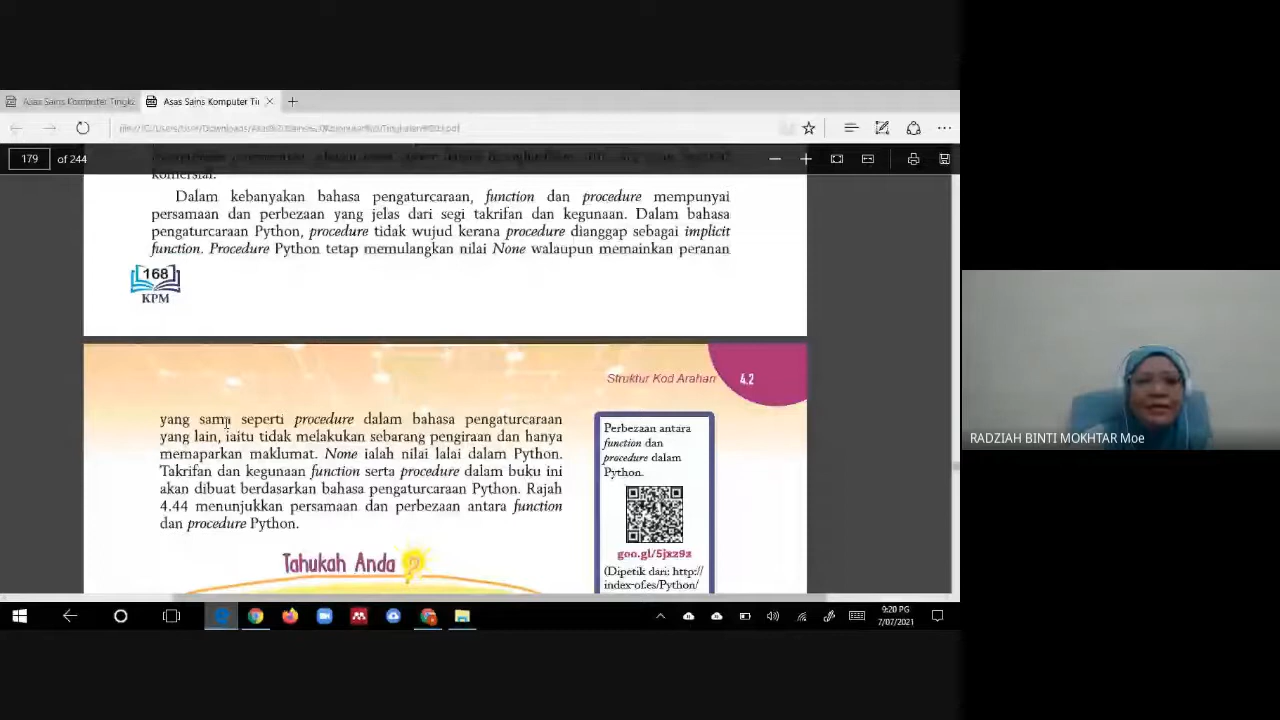 Asas Sains Komputer Tingka
Asas Sains Komputer Tin
179 of 244
komersial.
Dalam kebanyakan bahasa pengaturcaraan, function dan procedure mempunyai
persamaan dan perbezaan yang jelas dari segi takrifan dan kegunaan. Dalam bahasa
pengaturcaraan Python, procedure tidak wujud kerana procedure dianggap sebagai implicit
function. Procedure Python tetap memulangkan nilai None walaupun memainkan peranan
168
KPM
Struktur Kod Arahan 4.2
yang sama seperti procedure dalam bahasa pengaturcaraan
yang lain, iaitu tidak melakukan sebarang pengiraan dan hanya
memaparkan maklumat. None ialah nilai lalai dalam Python.
Takrifan dan kegunaan function serta procedure dalam buku ini
akan dibuat berdasarkan bahasa pengaturcaraan Python. Rajah
4.44 menunjukkan persamaan dan perbezaan antara function
dan procedure Python.
Tahukah Anda ?
Perbezaan antara
function dan
procedure dalam
Python.
goo.gl/5jxz9z
(Dipetik dari: http://
index-of.es/Python/
9:20 PG
7/07/2021
RADZIAH BINTI MOKHTAR Moe